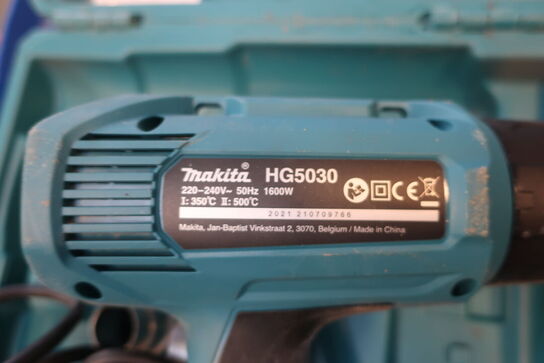 makita® HG5030
220-240V~ 50Hz 1600W
I: 350℃ II: 500℃
CE
2021 210709766
Makita, Jan-Baptist Vinkstraat 2, 3070, Belgium / Made in China